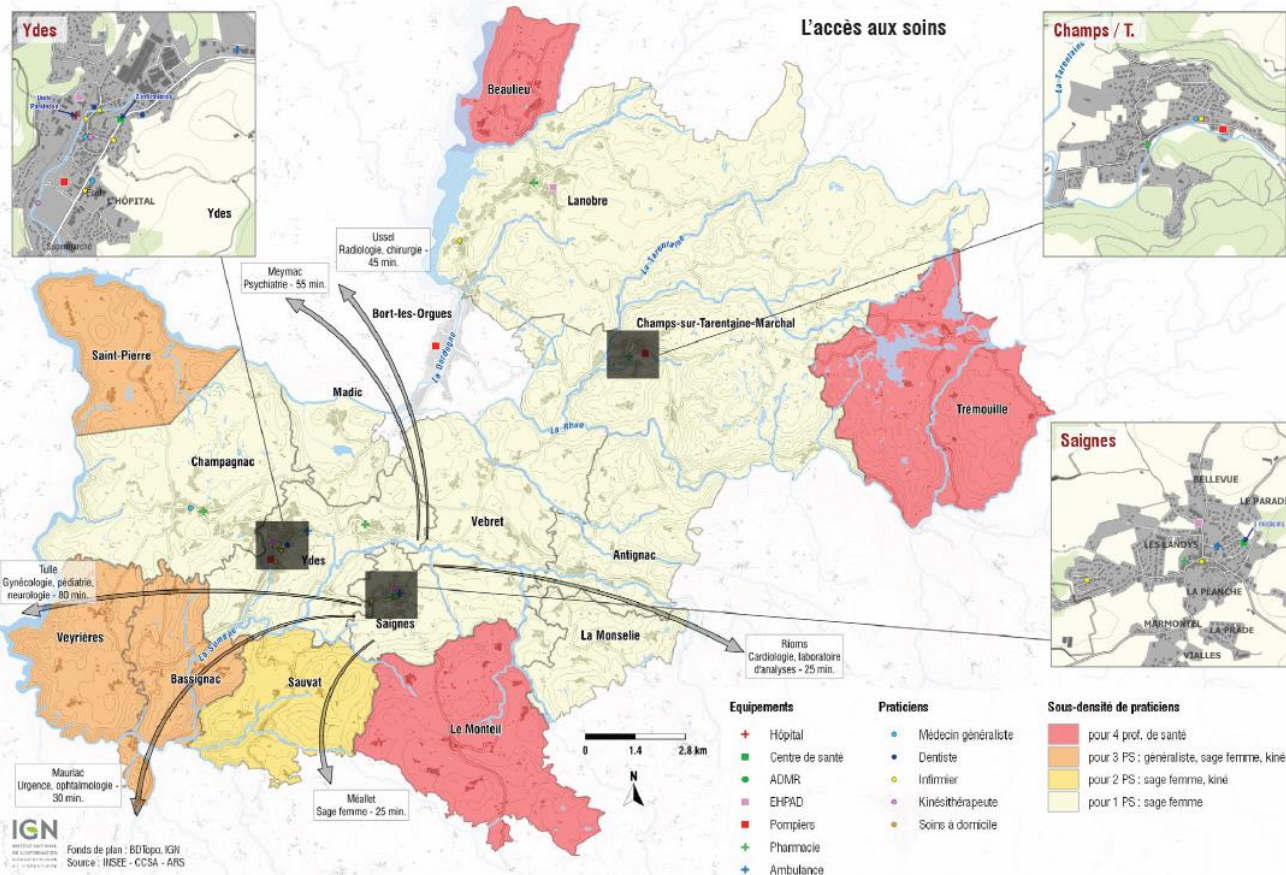 L'accès aux soins
Ydes
Unité
2 infirmières
L'HÔPITAL
Ydes
Supermarché
Champs / T.
La Tarentaine
Beaulieu
Lanobre
Ussel
Radiologie, chirurgie -
45 min.
Meymac
Psychiatrie - 55 min.
La Tarentaine
Bort-les-Orgues
Champs-sur-Tarentaine-Marchal
Saint-Pierre
La Dordogne
Madic
Trémouille
La Rhue
Saignes
BELLEVUE
LE PARADI
LES LANDYS
LA PLANCHE
MARMONTEL
LA PRADE
VIALLES
Champagnac
Vebret
Antignac
Ydes
Tulle
Gynécologie, pédiatrie,
neurologie - 80 min.
Saignes
La Monselie
Veyrières
La Sumène
Rioms
Cardiologie, laboratoire
d'analyses - 25 min.
Bassignac
Sauvat
Le Monteil
Mauriac
Urgence, ophtalmologie -
30 min.
Méallet
Sage femme - 25 min.
0 1.4 2.8 km
N
Equipements
Hôpital
Centre de santé
ADMR
EHPAD
Pompiers
Pharmacie
Ambulance
Praticiens
Médecin généraliste
Dentiste
Infirmier
Kinésithérapeute
Soins à domicile
Sous-densité de praticiens
pour 4 prof. de santé
pour 3 PS : généraliste, sage femme, kiné
pour 2 PS : sage femme, kiné
pour 1 PS : sage femme
IGN
Fonds de plan : BDTopo, IGN
Source : INSEE - CCSA - ARS